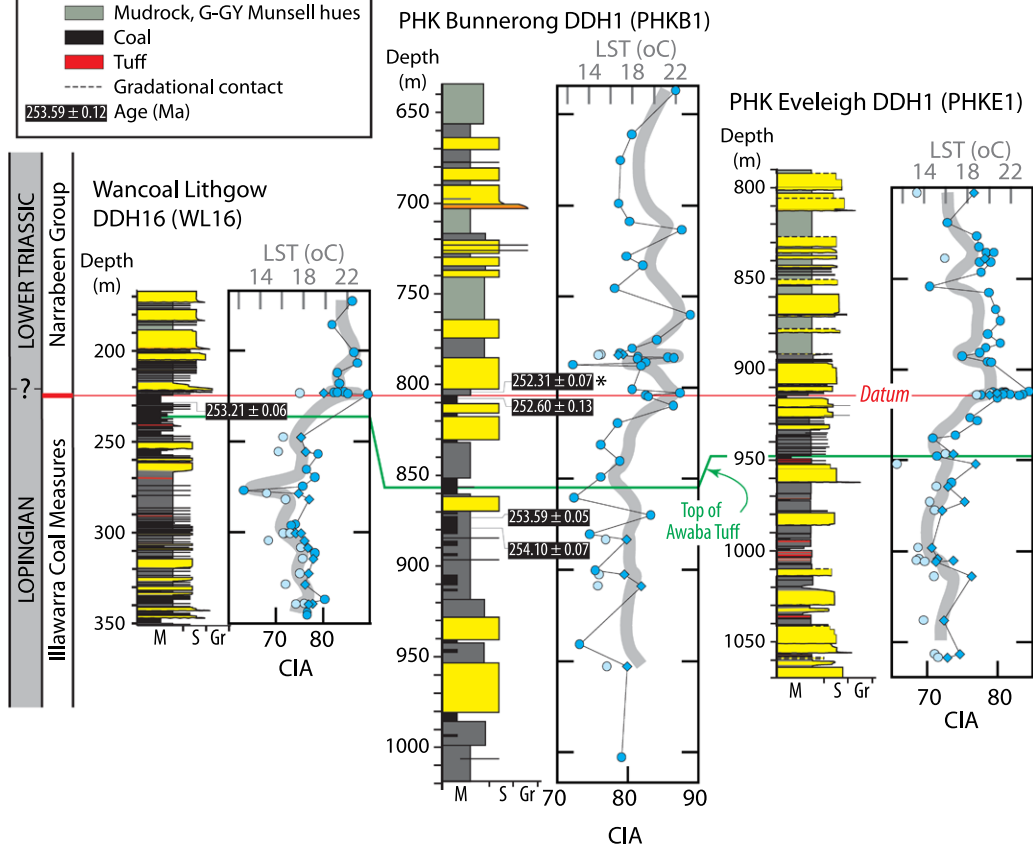 Mudrock, G-GY Munsell hues
Coal
Tuff
Gradational contact
253.59 ± 0.12 Age (Ma)
PHK Bunnerong DDH1 (PHKB1)
Depth
(m)
LST (oC)
14 18 22
650
700
750
800
850
900
950
1000
M S Gr
70 80 90
CIA
252.31 ± 0.07 *
252.60 ± 0.13
253.59 ± 0.05
254.10 ± 0.07
PHK Eveleigh DDH1 (PHKE1)
Depth
(m)
LST (oC)
14 18 22
800
850
900
950
1000
1050
M S Gr
70 80
CIA
Datum
Top of
Awaba Tuff
LOWER TRIASSIC
Narrabeen Group
?
LOPINGIAN
Illawarra Coal Measures
Wancoal Lithgow
DDH16 (WL16)
Depth
(m)
LST (oC)
14 18 22
200
250
300
350
M S Gr
70 80
CIA
253.21 ± 0.06